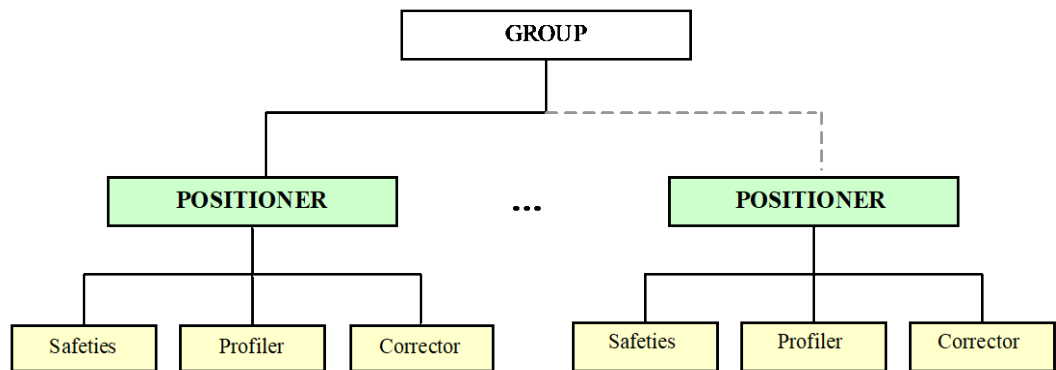 GROUP
POSITIONER
...
POSITIONER
Safeties
Profiler
Corrector
Safeties
Profiler
Corrector